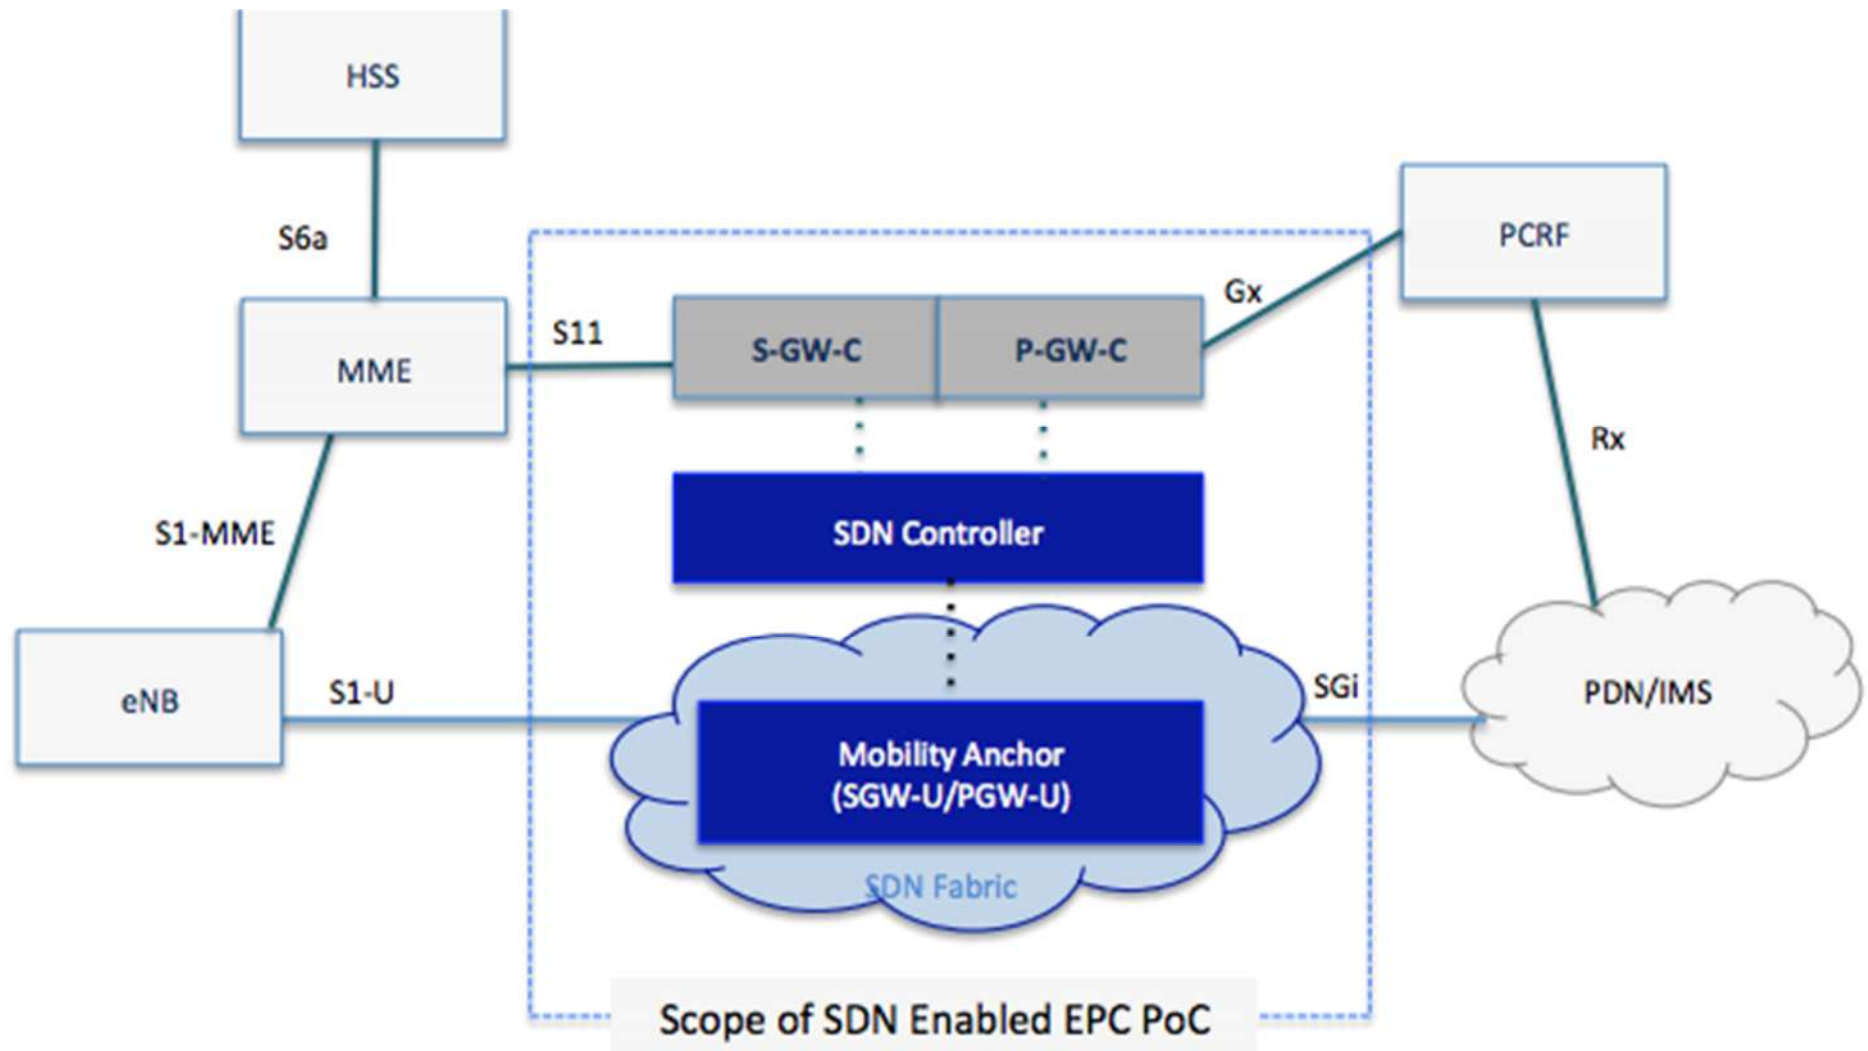 HSS
S6a
PCRF
Gx
S11
S-GW-C
P-GW-C
MME
Rx
S1-MME
SDN Controller
S1-U
SGi
eNB
PDN/IMS
Mobility Anchor
(SGW-U/PGW-U)
SDN Fabric
Scope of SDN Enabled EPC PoC